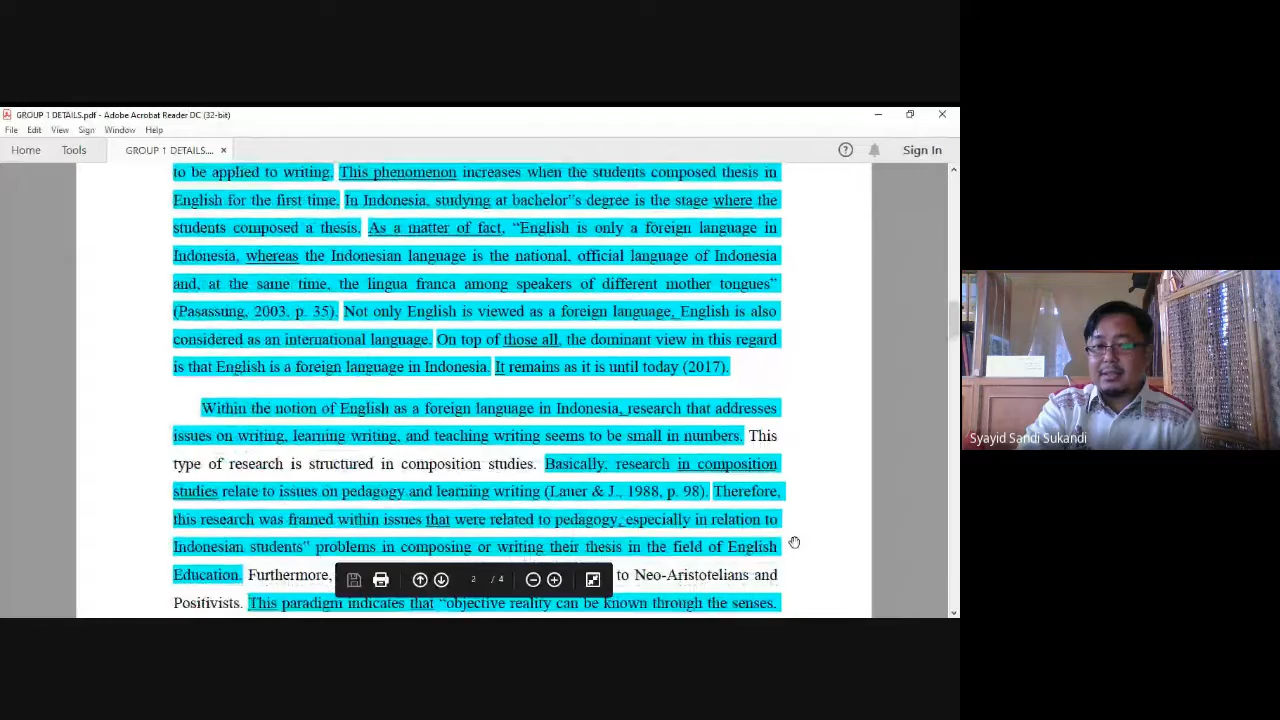 GROUP 1 DETAILS.pdf - Adobe Acrobat Reader DC (32-bit)
File Edit View Sign Window Help
Home Tools GROUP 1 DETAILS.... × Sign In
to be applied to writing. This phenomenon increases when the students composed thesis in
English for the first time. In Indonesia, studying at bachelor"s degree is the stage where the
students composed a thesis. As a matter of fact, “English is only a foreign language in
Indonesia, whereas the Indonesian language is the national, official language of Indonesia
and, at the same time, the lingua franca among speakers of different mother tongues”
(Pasassung, 2003. p. 35). Not only English is viewed as a foreign language, English is also
considered as an international language. On top of those all, the dominant view in this regard
is that English is a foreign language in Indonesia. It remains as it is until today (2017).
Within the notion of English as a foreign language in Indonesia, research that addresses
issues on writing, learning writing, and teaching writing seems to be small in numbers. This
type of research is structured in composition studies. Basically, research in composition
studies relate to issues on pedagogy and learning writing (Lauer & J., 1988, p. 98). Therefore,
this research was framed within issues that were related to pedagogy, especially in relation to
Indonesian students" problems in composing or writing their thesis in the field of English
Education. Furthermore, to Neo-Aristotelians and
2 / 4
Positivists. This paradigm indicates that “objective reality can be known through the senses.
Syayid Sandi Sukandi